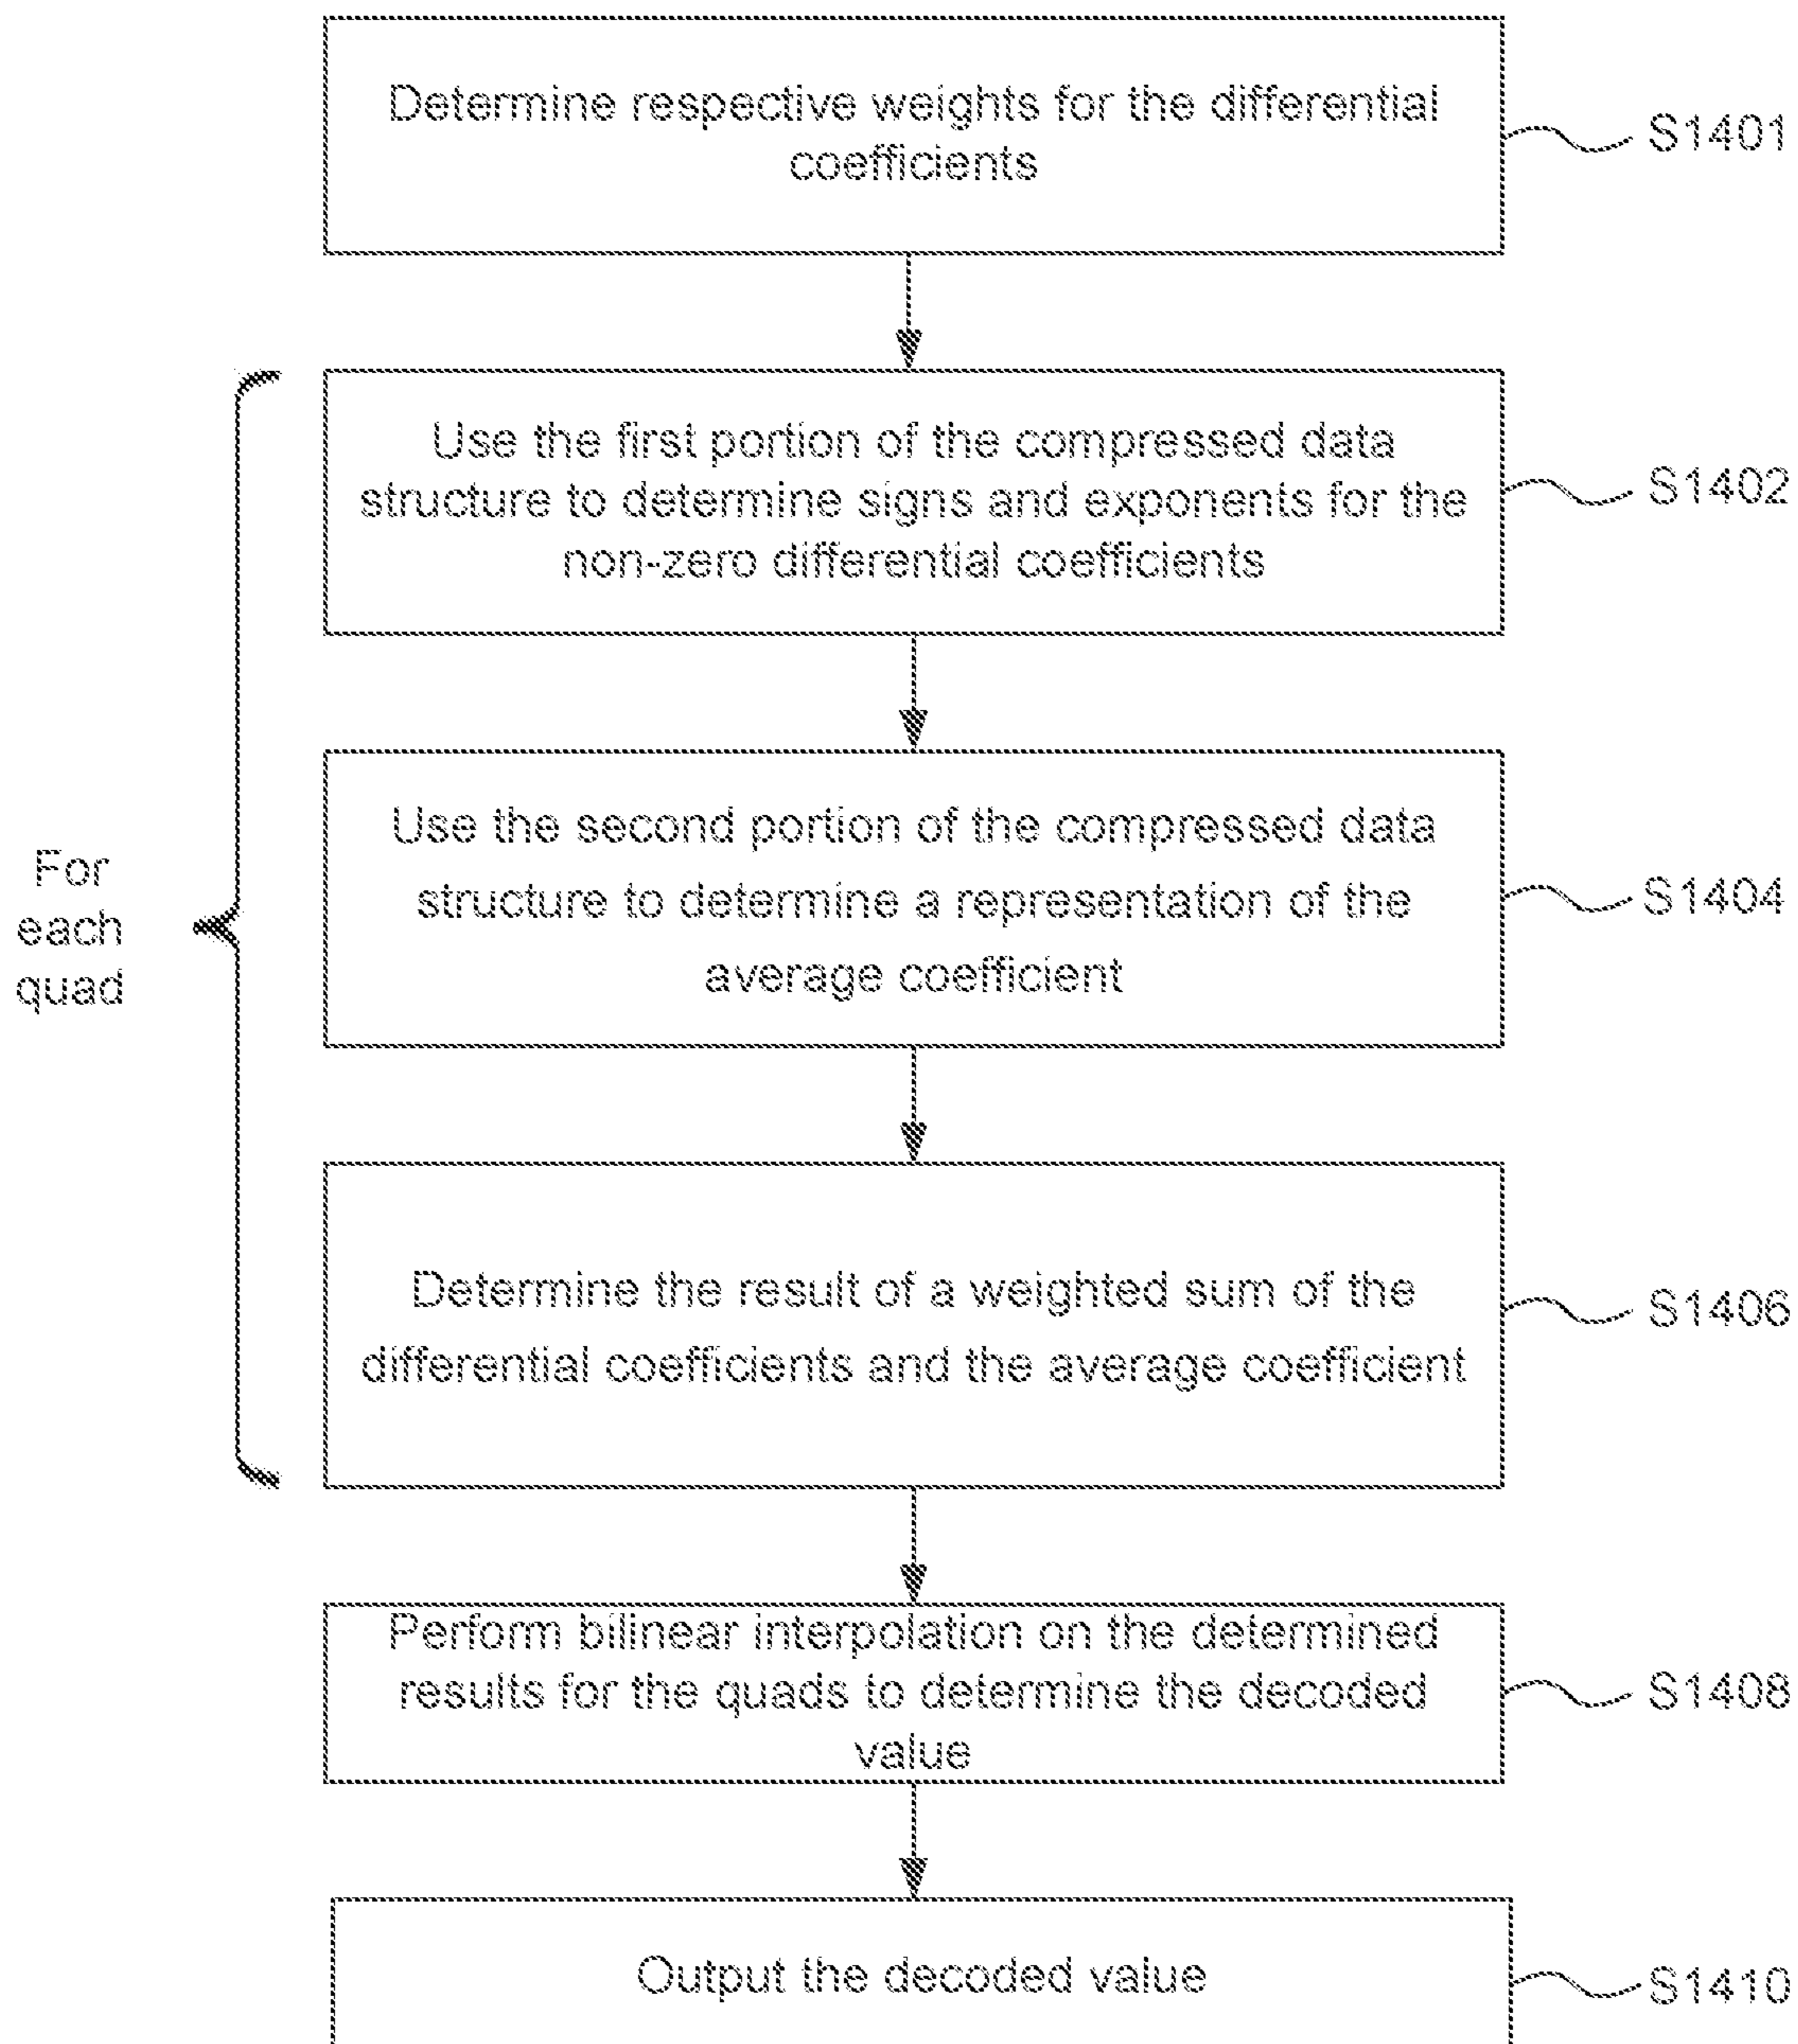 Determine respective weights for the differential
coefficients
S1401
Use the first portion of the compressed data
structure to determine signs and exponents for the
non-zero differential coefficients
S1402
For
each
quad
Use the second portion of the compressed data
structure to determine a representation of the
average coefficient
S1404
Determine the result of a weighted sum of the
differential coefficients and the average coefficient
S1406
Perform bilinear interpolation on the determined
results for the quads to determine the decoded
value
S1408
Output the decoded value
S1410